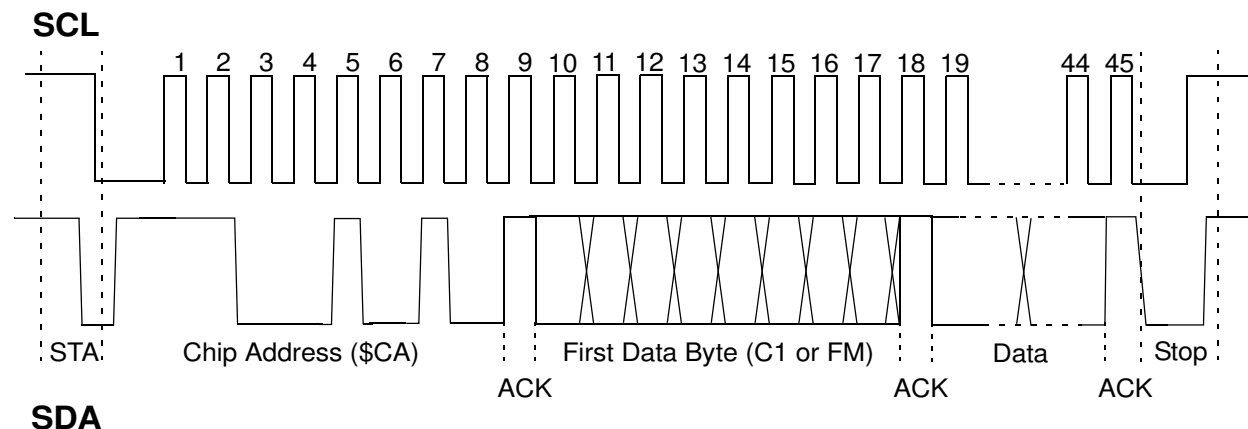 SCL
1 2 3 4 5 6 7 8 9 10 11 12 13 14 15 16 17 18 19 44 45
STA Chip Address ($CA) First Data Byte (C1 or FM) Data Stop
ACK ACK ACK
SDA